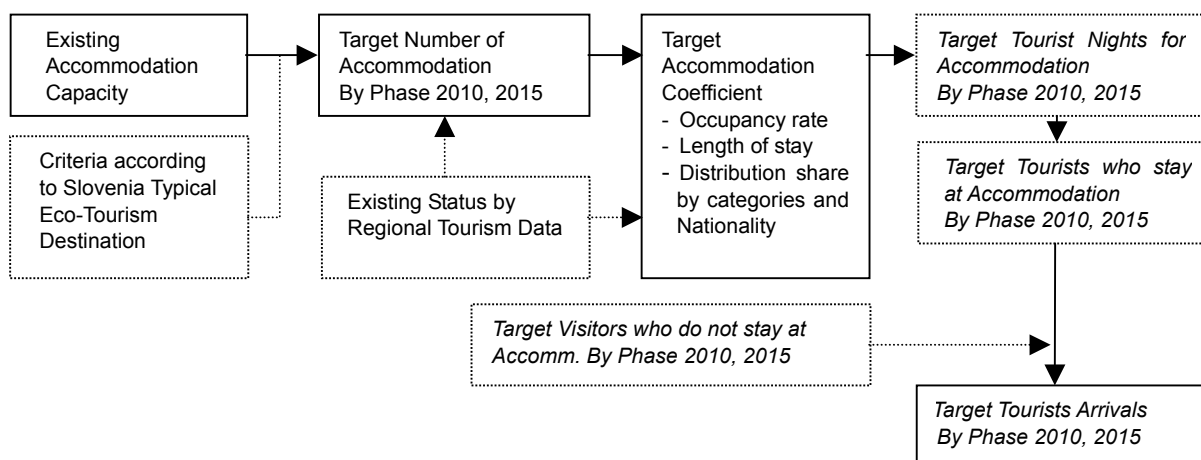 Existing
Accommodation
Capacity
Target Number of
Accommodation
By Phase 2010, 2015
Target
Accommodation
Coefficient
- Occupancy rate
- Length of stay
- Distribution share
by categories and
Nationality
Target Tourist Nights for
Accommodation
By Phase 2010, 2015
Criteria according
to Slovenia Typical
Eco-Tourism
Destination
Existing Status by
Regional Tourism Data
Target Tourists who stay
at Accommodation
By Phase 2010, 2015
Target Visitors who do not stay at
Accomm. By Phase 2010, 2015
Target Tourists Arrivals
By Phase 2010, 2015